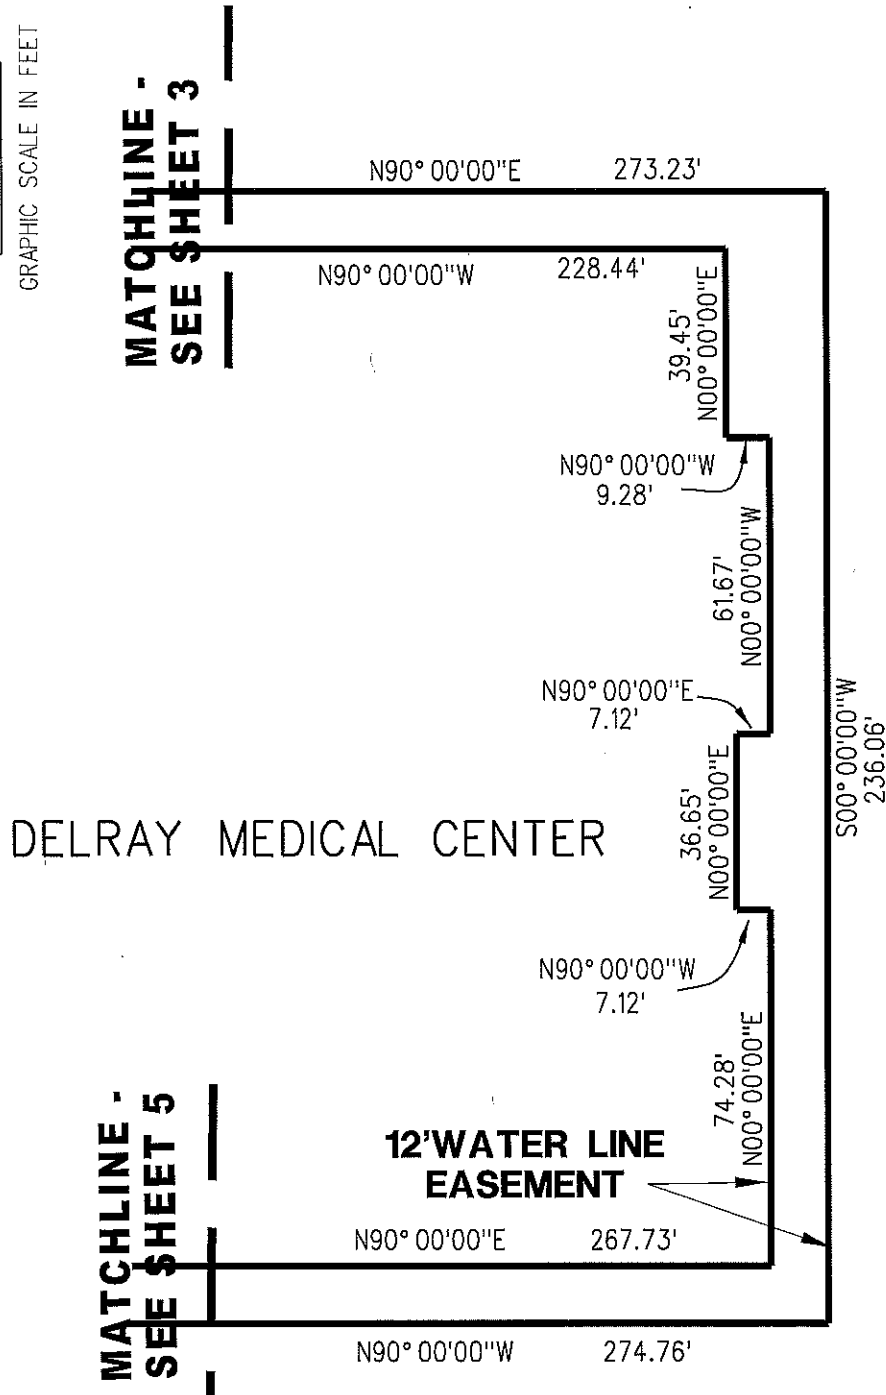 GRAPHIC SCALE IN FEET
MATCHLINE -
SEE SHEET 3
N90° 00'00"E 273.23'
N90° 00'00"W 228.44'
39.45'
N00° 00'00"E
N90° 00'00"W
9.28'
61.67'
N00° 00'00"W
N90° 00'00"E
7.12'
36.65'
N00° 00'00"E
S00° 00'00"W
236.06'
DELRAY MEDICAL CENTER
N90° 00'00"W
7.12'
74.28'
N00° 00'00"E
MATCHLINE -
SEE SHEET 5
12'WATER LINE
EASEMENT
N90° 00'00"E 267.73'
N90° 00'00"W 274.76'